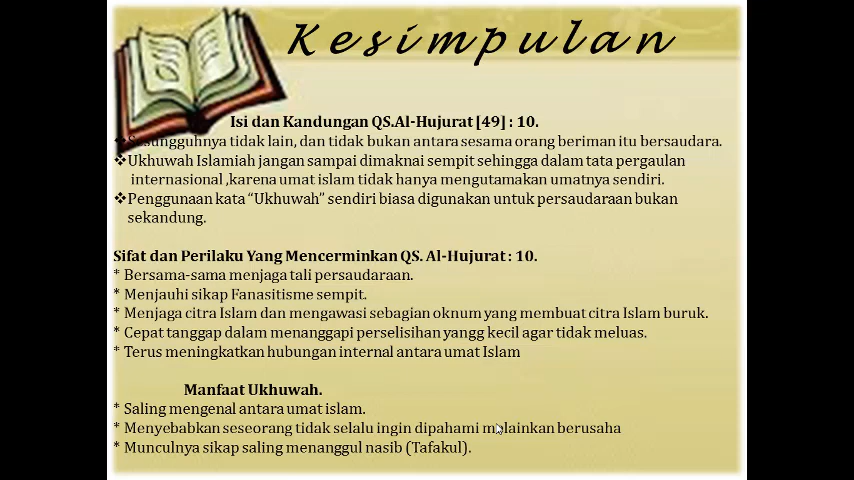 Kesimpulan
Isi dan Kandungan QS.Al-Hujurat [49] : 10.
❖Sesungguhnya tidak lain, dan tidak bukan antara sesama orang beriman itu bersaudara.
❖Ukhuwah Islamiah jangan sampai dimaknai sempit sehingga dalam tata pergaulan
internasional ,karena umat islam tidak hanya mengutamakan umatnya sendiri.
❖Penggunaan kata “Ukhuwah” sendiri biasa digunakan untuk persaudaraan bukan
sekandung.
Sifat dan Perilaku Yang Mencerminkan QS. Al-Hujurat : 10.
* Bersama-sama menjaga tali persaudaraan.
* Menjauhi sikap Fanasitisme sempit.
* Menjaga citra Islam dan mengawasi sebagian oknum yang membuat citra Islam buruk.
* Cepat tanggap dalam menanggapi perselisihan yangg kecil agar tidak meluas.
* Terus meningkatkan hubungan internal antara umat Islam
Manfaat Ukhuwah.
* Saling mengenal antara umat islam.
* Menyebabkan seseorang tidak selalu ingin dipahami melainkan berusaha
* Munculnya sikap saling menanggul nasib (Tafakul).